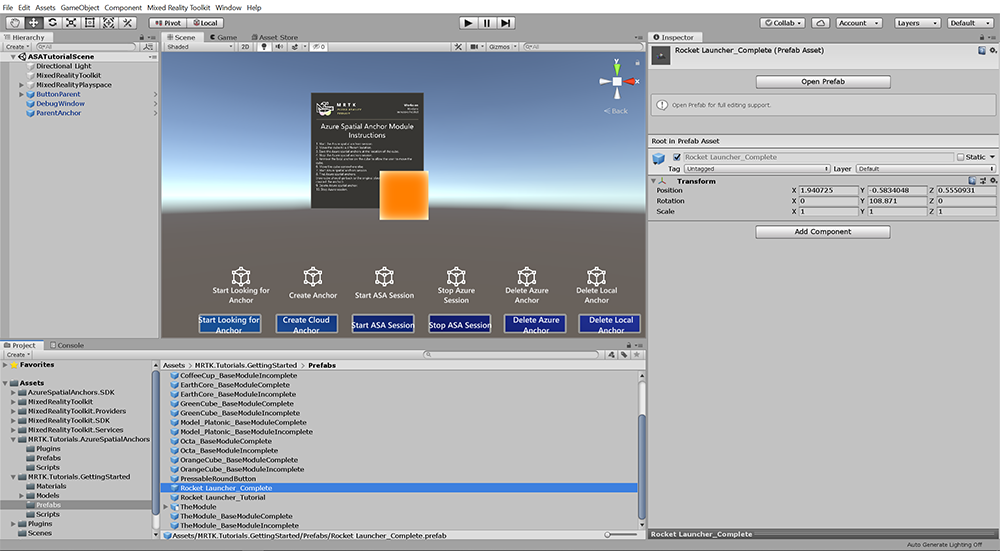 File Edit Assets GameObject Component Mixed Reality Toolkit Window Help
Pivot Local Collab Account Layers Default
Hierarchy
Create All
ASATutorialScene
Directional Light
MixedRealityToolkit
MixedRealityPlayspace
ButtonParent
DebugWindow
ParentAnchor
Scene Game Asset Store
Shaded 2D 0 Gizmos All
y
x
Back
MRTK
MIXED REALITY
TOOLKIT
Azure Spatial Anchor Module
Instructions
Start Looking for
Anchor
Create Anchor
Start ASA Session
Stop Azure
Session
Delete Azure
Anchor
Delete Local
Anchor
Start Looking for
Anchor
Create Cloud
Anchor
Start ASA Session
Stop ASA Session
Delete Azure
Anchor
Delete Local
Anchor
Inspector
Rocket Launcher_Complete (Prefab Asset)
Open Prefab
Open Prefab for full editing support.
Root in Prefab Asset
Rocket Launcher_Complete Static
Tag Untagged Layer Default
Transform
Position X 1.940725 Y -0.5834048 Z 0.5550931
Rotation X 0 Y 108.871 Z 0
Scale X 1 Y 1 Z 1
Add Component
Project Console
Create
Favorites
Assets
AzureSpatialAnchors.SDK
MixedRealityToolkit
MixedRealityToolkit.Providers
MixedRealityToolkit.SDK
MixedRealityToolkit.Services
MRTK.Tutorials.AzureSpatialAnchors
Plugins
Prefabs
Scripts
MRTK.Tutorials.GettingStarted
Materials
Models
Prefabs
Scripts
Plugins
Scenes
Assets > MRTK.Tutorials.GettingStarted > Prefabs
CoffeeCup_BaseModuleIncomplete
EarthCore_BaseModuleComplete
EarthCore_BaseModuleIncomplete
GreenCube_BaseModuleComplete
GreenCube_BaseModuleIncomplete
Model_Platonic_BaseModuleComplete
Model_Platonic_BaseModuleIncomplete
Octa_BaseModuleComplete
Octa_BaseModuleIncomplete
OrangeCube_BaseModuleComplete
OrangeCube_BaseModuleIncomplete
PressableRoundButton
Rocket Launcher_Complete
Rocket Launcher_Tutorial
TheModule
TheModule_BaseModuleComplete
TheModule_BaseModuleIncomplete
Assets/MRTK.Tutorials.GettingStarted/Prefabs/Rocket Launcher_Complete.prefab
Rocket Launcher_Complete
Auto Generate Lighting Off